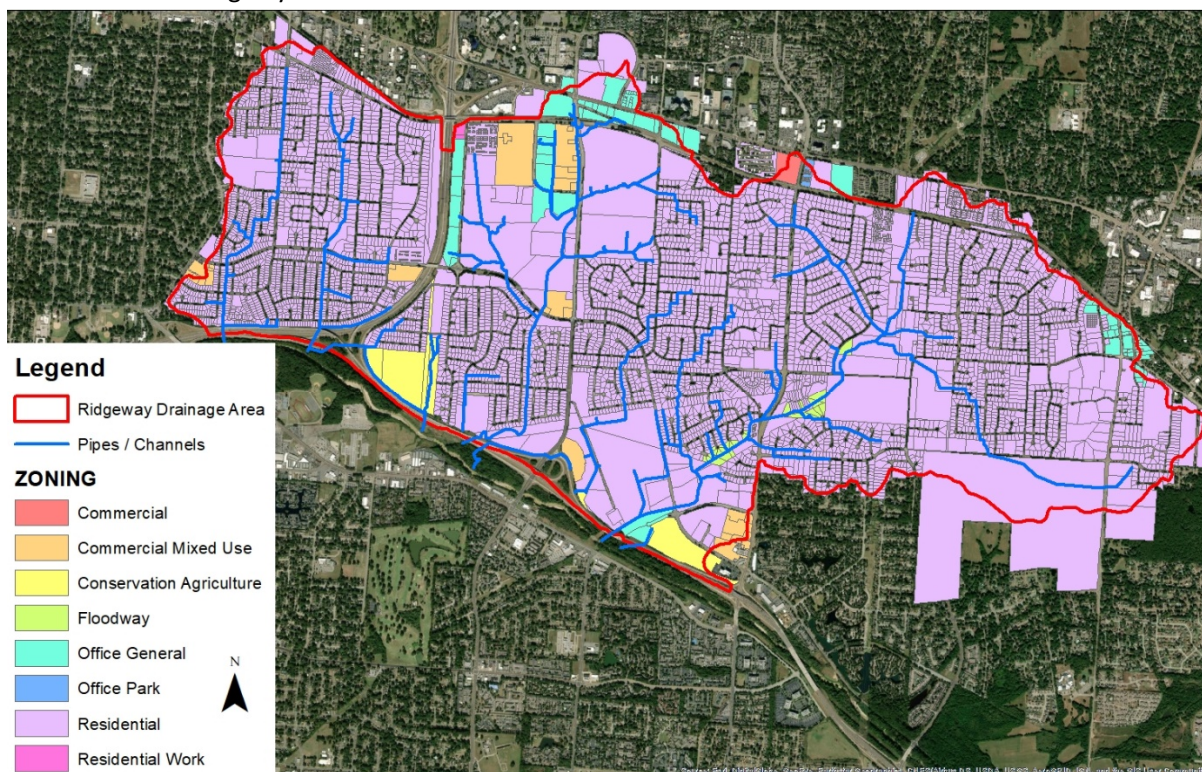 Legend
Ridgeway Drainage Area
Pipes / Channels
ZONING
Commercial
Commercial Mixed Use
Conservation Agriculture
Floodway
Office General
Office Park
Residential
Residential Work
N